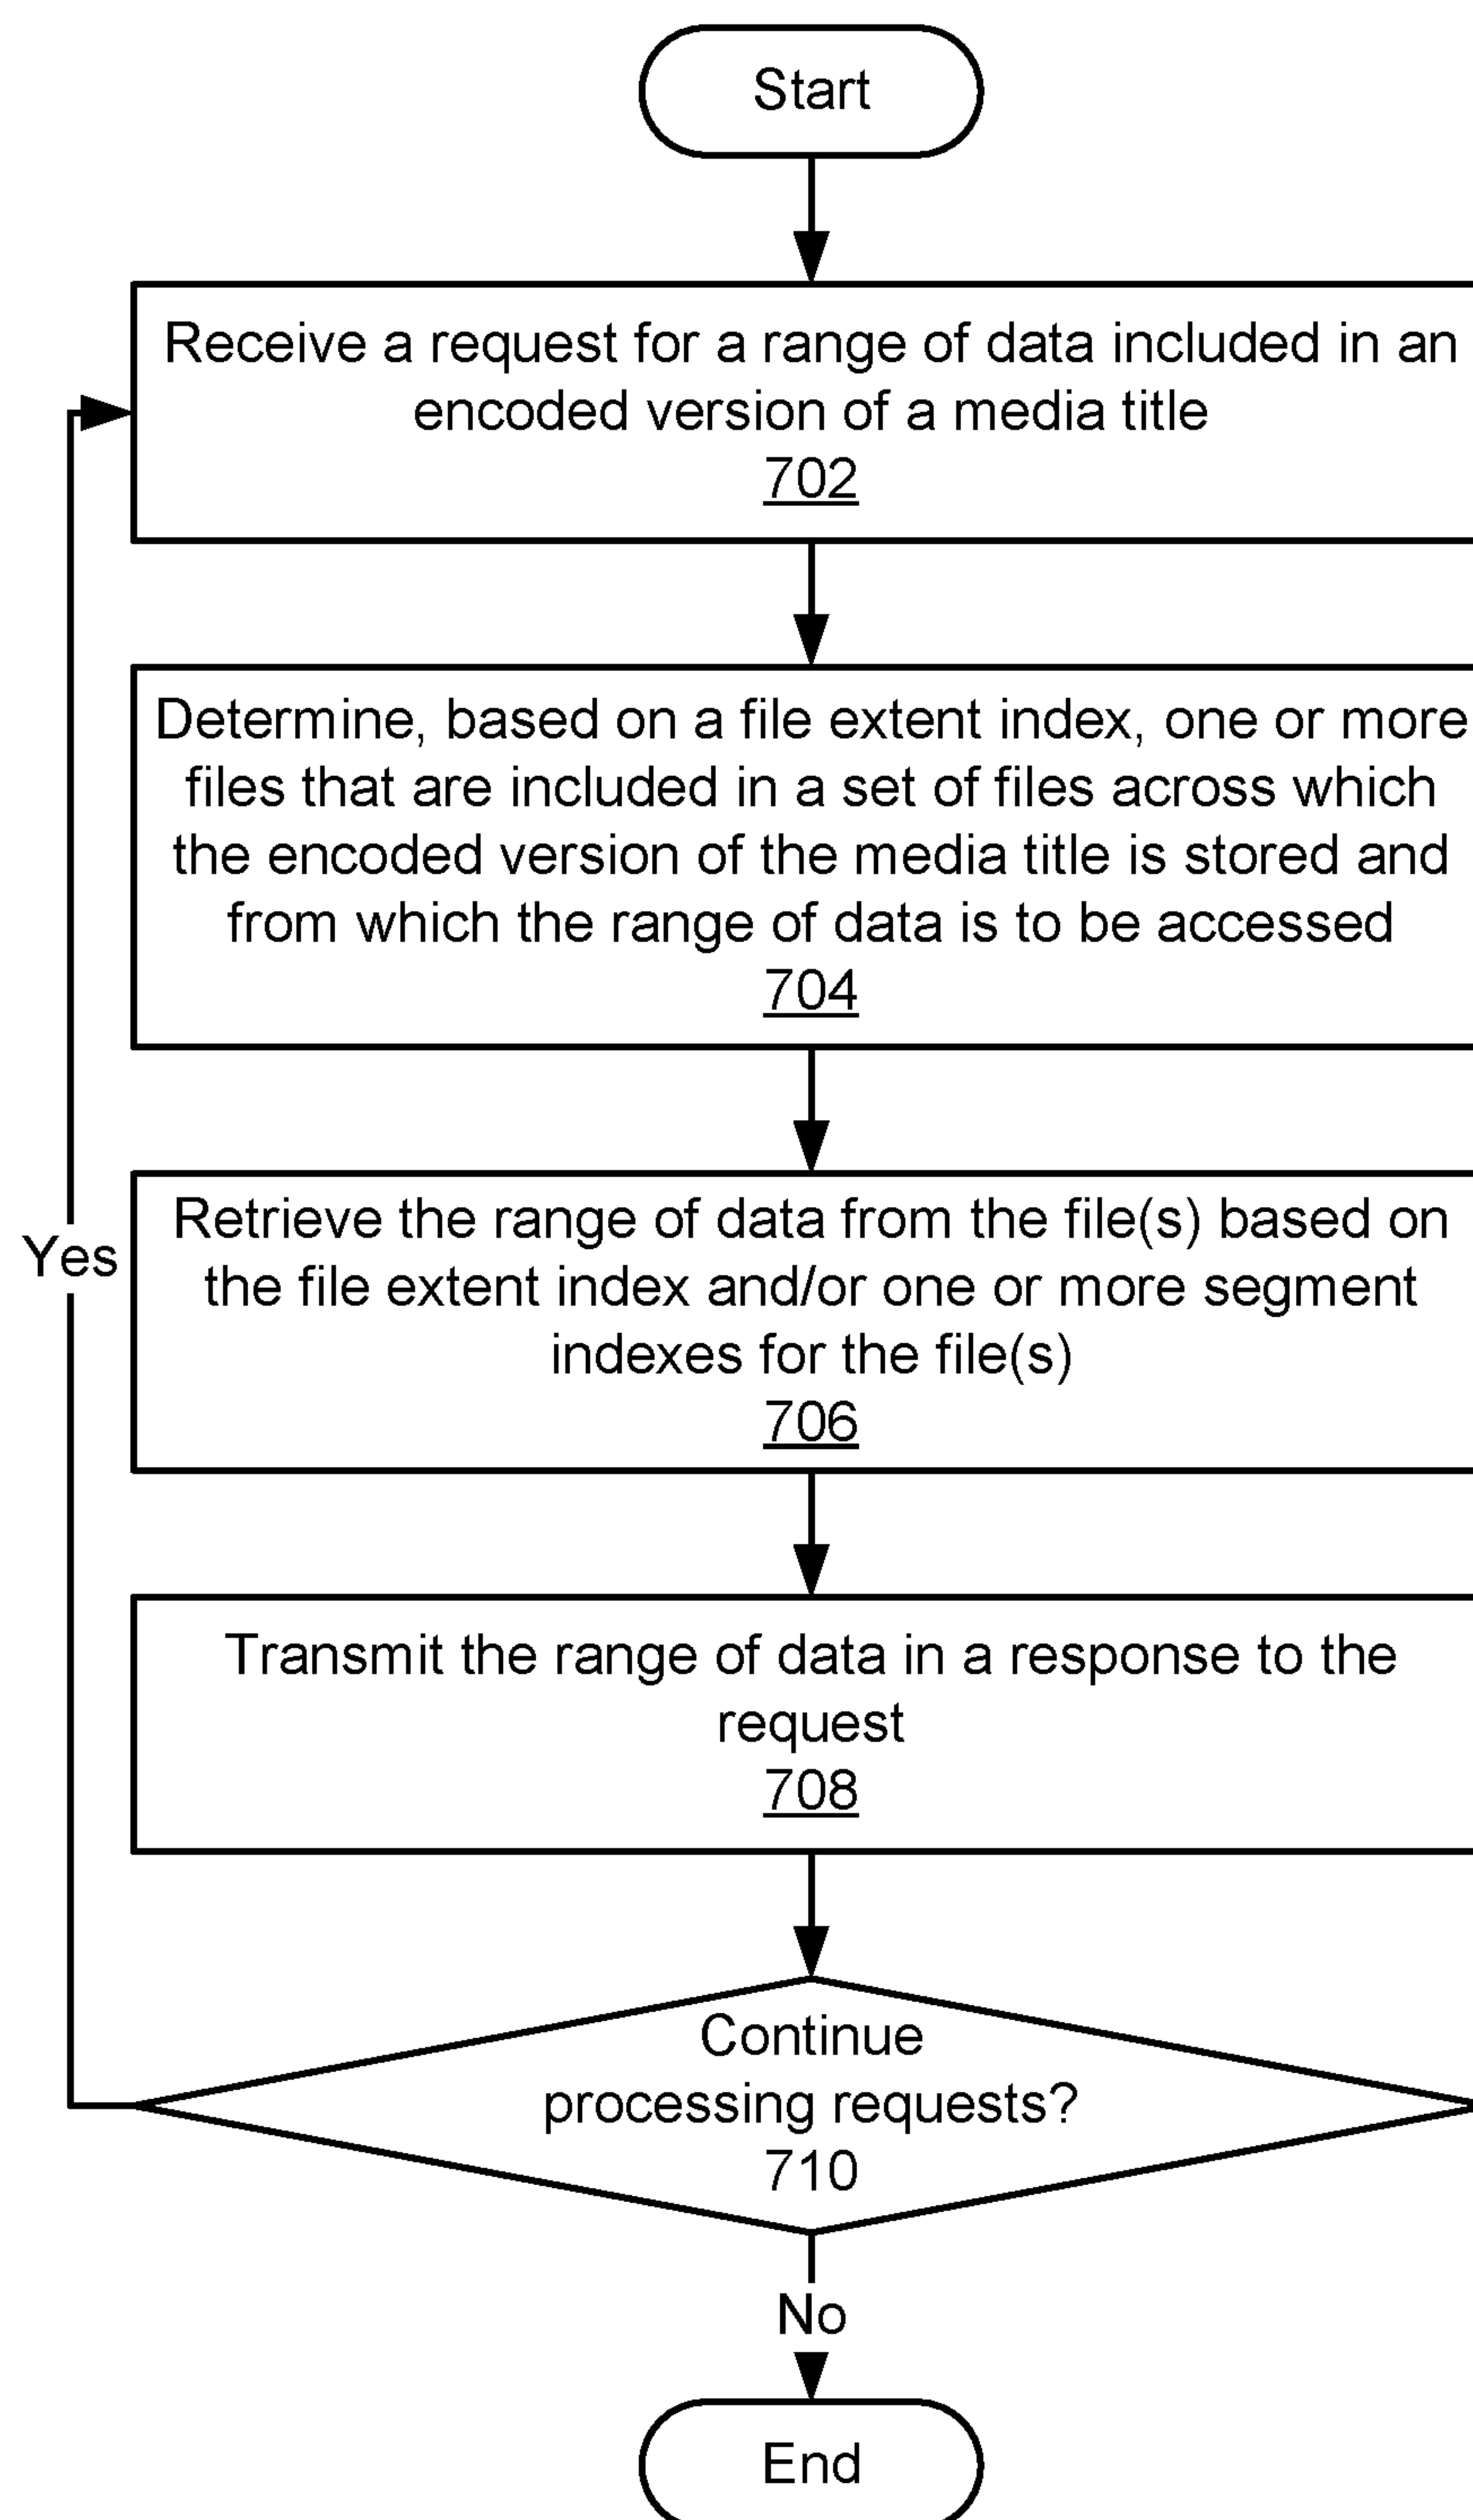 Start
Receive a request for a range of data included in an
encoded version of a media title
702
Determine, based on a file extent index, one or more
files that are included in a set of files across which
the encoded version of the media title is stored and
from which the range of data is to be accessed
704
Yes
Retrieve the range of data from the file(s) based on
the file extent index and/or one or more segment
indexes for the file(s)
706
Transmit the range of data in a response to the
request
708
Continue
processing requests?
710
No
End